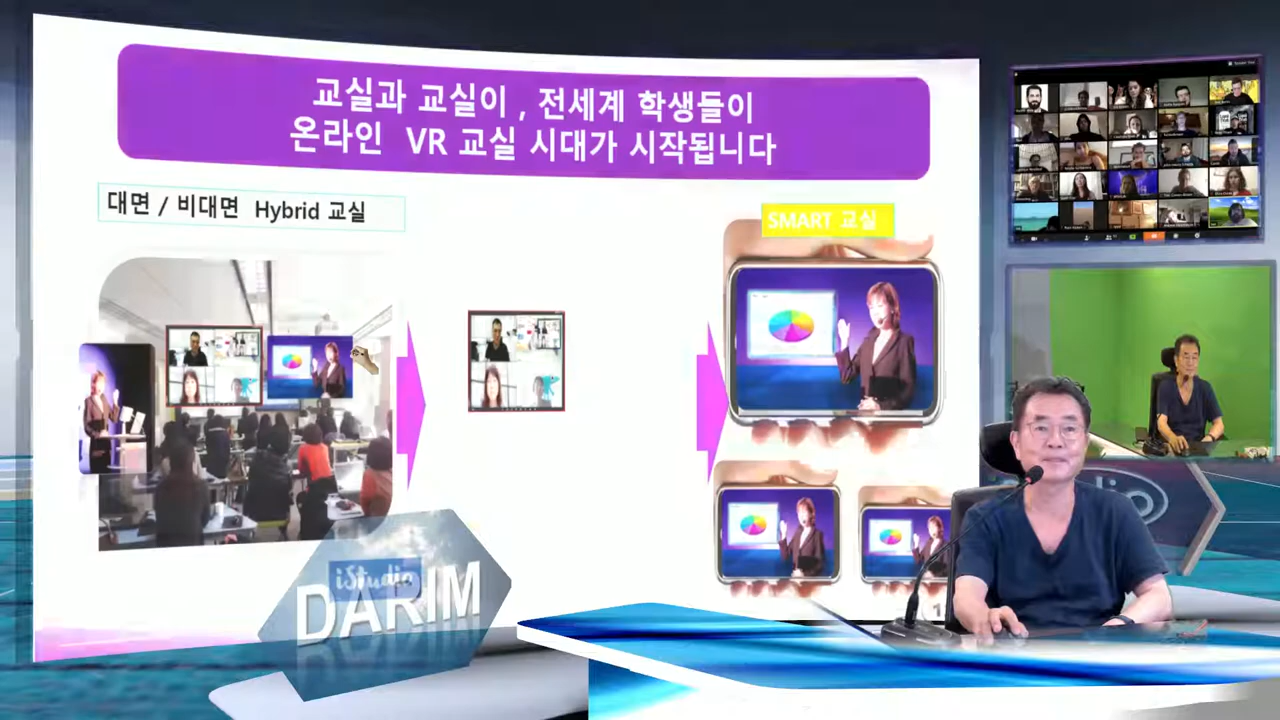 교실과 교실이 , 전세계 학생들이
온라인 VR 교실 시대가 시작됩니다
대면 / 비대면 Hybrid 교실
SMART 교실
iStudio
DARIM